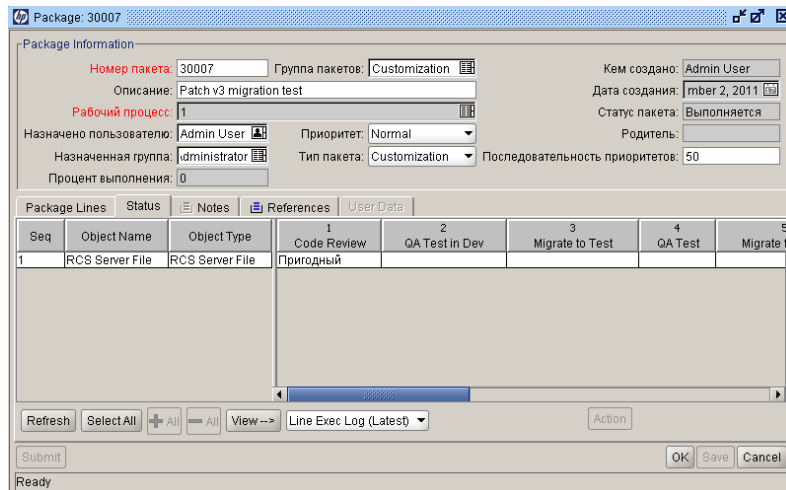 Package: 30007
Package Information
Номер пакета: 30007 Группа пакетов: Customization Кем создано: Admin User
Описание: Patch v3 migration test Дата создания: mber 2, 2011
Рабочий процесс: 1 Статус пакета: Выполняется
Назначено пользователю: Admin User Приоритет: Normal Родитель:
Назначенная группа: dministrator Тип пакета: Customization Последовательность приоритетов: 50
Процент выполнения: 0
Package Lines Status Notes References User Data
Seq Object Name Object Type 1 Code Review 2 QA Test in Dev 3 Migrate to Test 4 QA Test 5 Migrate
1 RCS Server File RCS Server File Пригодный
Refresh Select All All All View --> Line Exec Log (Latest) Action
Submit OK Save Cancel
Ready